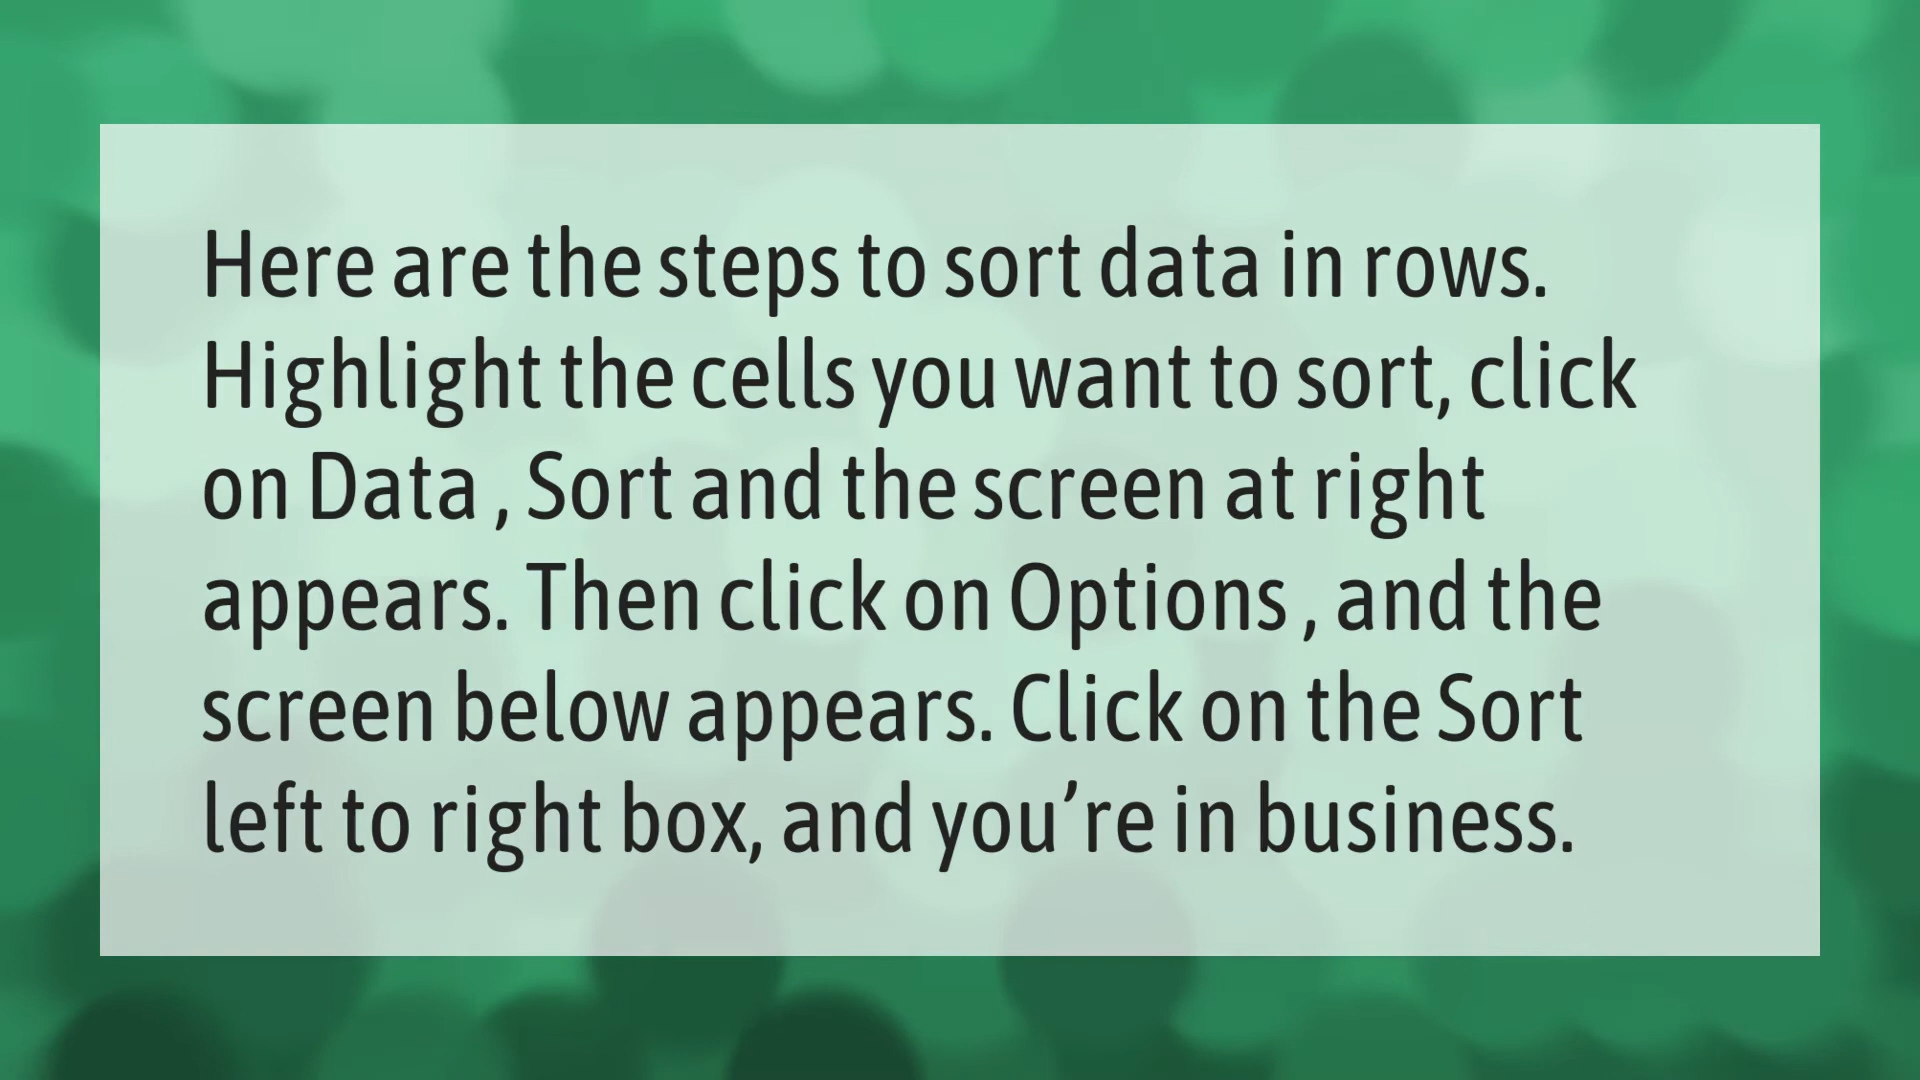 Here are the steps to sort data in rows.
Highlight the cells you want to sort, click
on Data , Sort and the screen at right
appears. Then click on Options , and the
screen below appears. Click on the Sort
left to right box, and you’re in business.